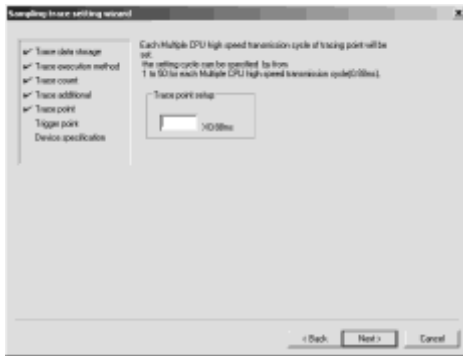 Sampling trace setting wizard
Trace data storage
Trace execution method
Trace count
Trace additional
Trace point
Trigger point
Device specification
Each Multiple CPU high speed transmission cycle of tracing point will be
set.
the setting cycle can be specified by from
1 to 90 for each Multiple CPU high speed transmission cycle(0.88ms).
Trace point setup
X0.88ms
< Back
Next >
Cancel